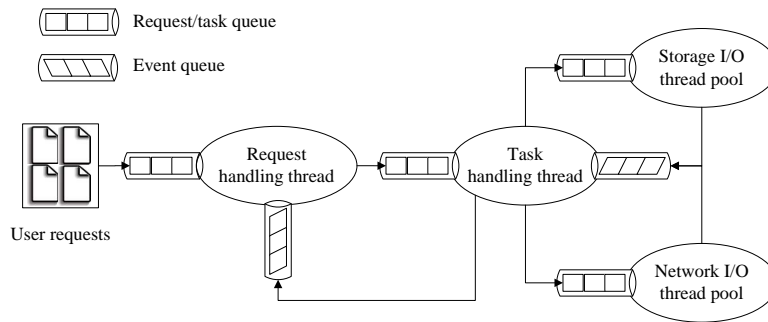 Request/task queue
Event queue
User requests
Request
handling thread
Task
handling thread
Storage I/O
thread pool
Network I/O
thread pool